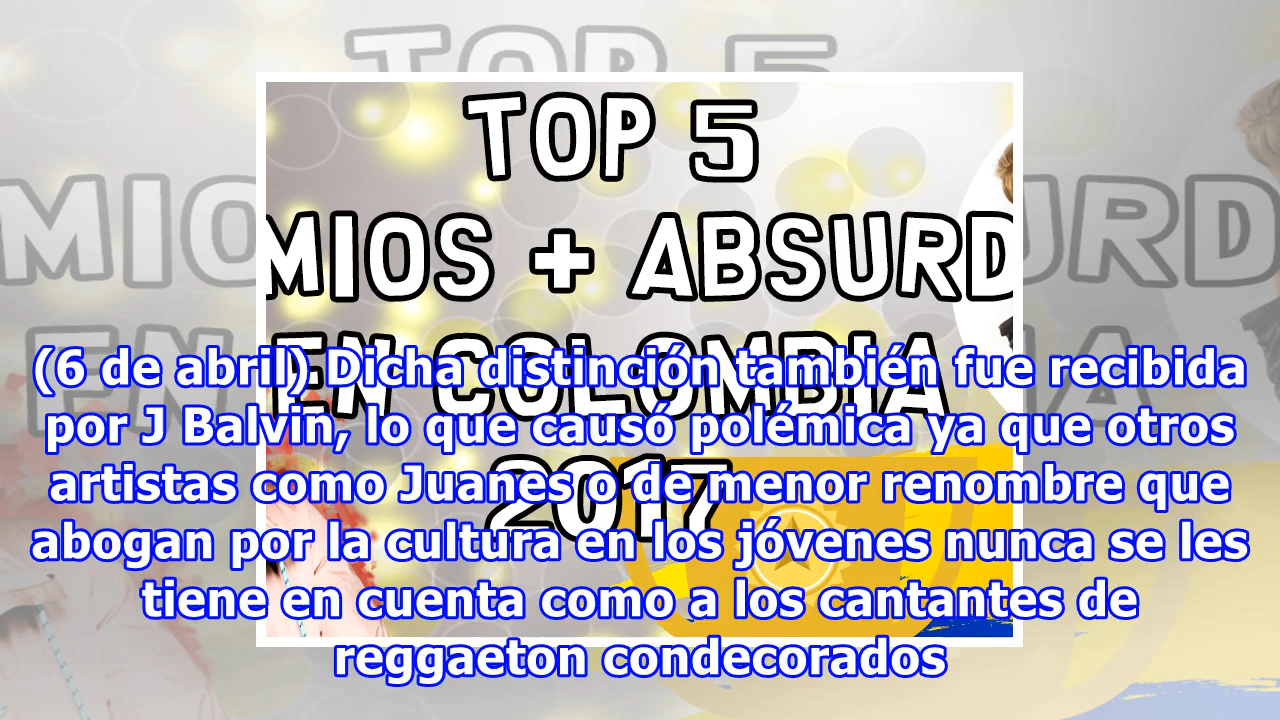 TOP 5
MIOS + ABSURD
EN COLOMBIA
2017
(6 de abril) Dicha distinción también fue recibida
por J Balvin, lo que causó polémica ya que otros
artistas como Juanes o de menor renombre que
abogan por la cultura en los jóvenes nunca se les
tiene en cuenta como a los cantantes de
reggaeton condecorados